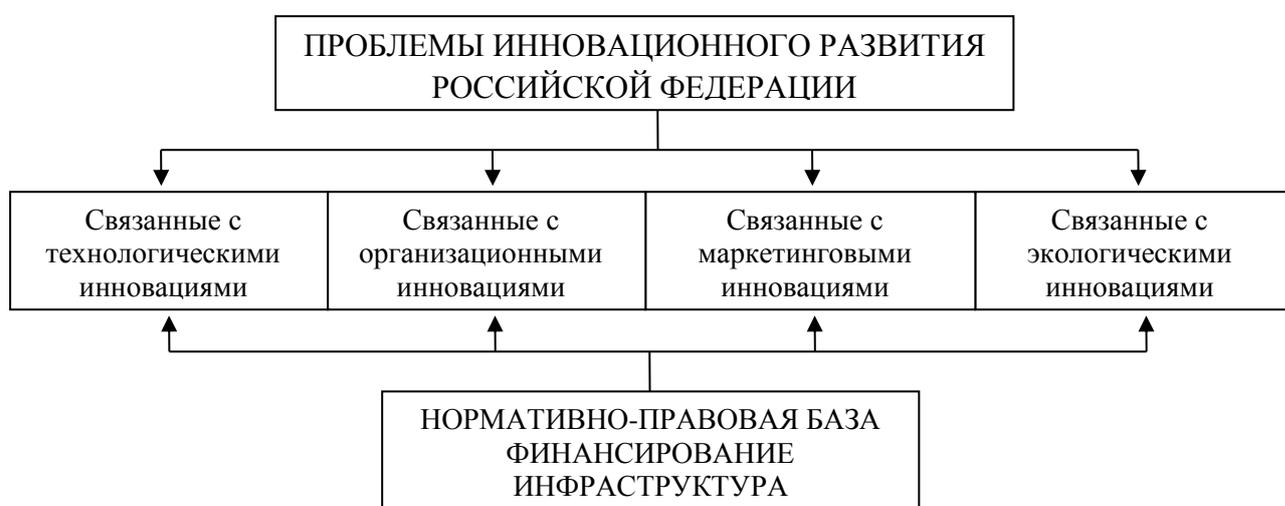 ПРОБЛЕМЫ ИННОВАЦИОННОГО РАЗВИТИЯ
РОССИЙСКОЙ ФЕДЕРАЦИИ
Связанные с
технологическими
инновациями
Связанные с
организационными
инновациями
Связанные с
маркетинговыми
инновациями
Связанные с
экологическими
инновациями
НОРМАТИВНО-ПРАВОВАЯ БАЗА
ФИНАНСИРОВАНИЕ
ИНФРАСТРУКТУРА